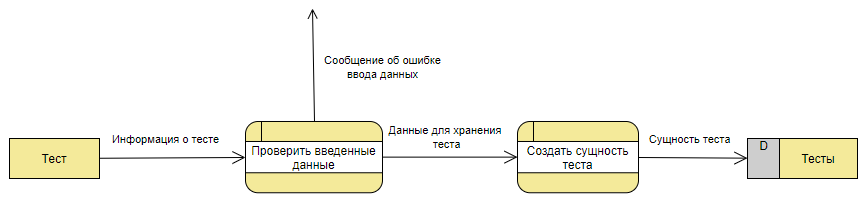 Сообщение об ошибке
ввода данных
Тест
Информация о тесте
Проверить введенные
данные
Данные для хранения
теста
Создать сущность
теста
Сущность теста
D
Тесты